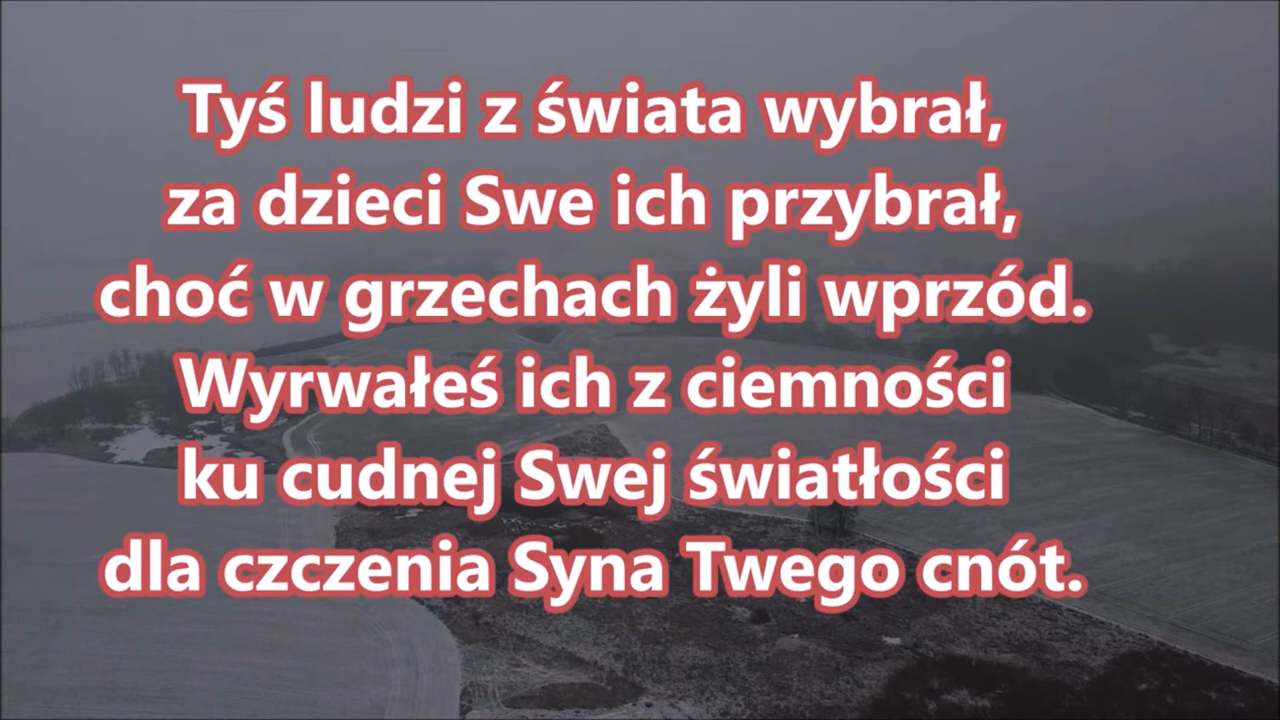 Tyś ludzi z świata wybrał,
za dzieci Swe ich przybrał,
choć w grzechach żyli wprzód.
Wyrwałeś ich z ciemności
ku cudnej Swej światłości
dla czczenia Syna Twego cnót.